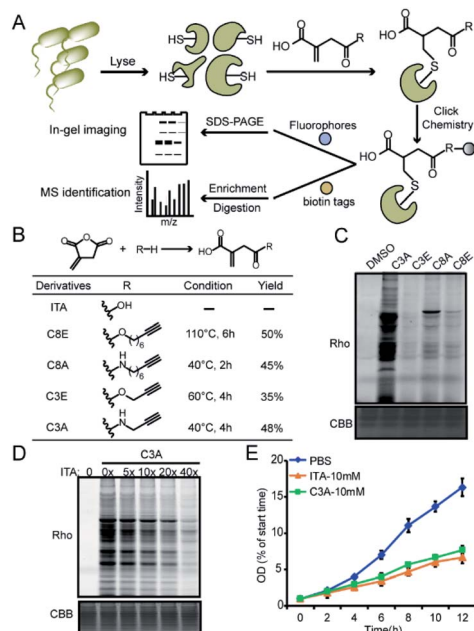 A
HS
SH
HS
SH
Lyse
HO
O
O
R
HO
O
O
R
S
Click
Chemistry
In-gel imaging
SDS-PAGE
Fluorophores
MS identification
Intensity
m/z
Enrichment
Digestion
biotin tags
HO
O
O
R
S
B
O
O
O
+ R-H
HO
O
O
R
Derivatives R Condition Yield
ITA OH – –
C8E O ( )6 110°C, 6h 50%
C8A H N ( )6 40°C, 2h 45%
C3E O 60°C, 4h 35%
C3A H N 40°C, 4h 48%
C
DMSO C3A C3E C8A C8E
Rho
CBB
D
C3A
ITA: 0 0x 5x 10x 20x 40x
Rho
CBB
E
PBS
ITA-10mM
C3A-10mM
OD (% of start time)
20
15
10
5
0
0 2 4 6 8 10 12
Time(h)